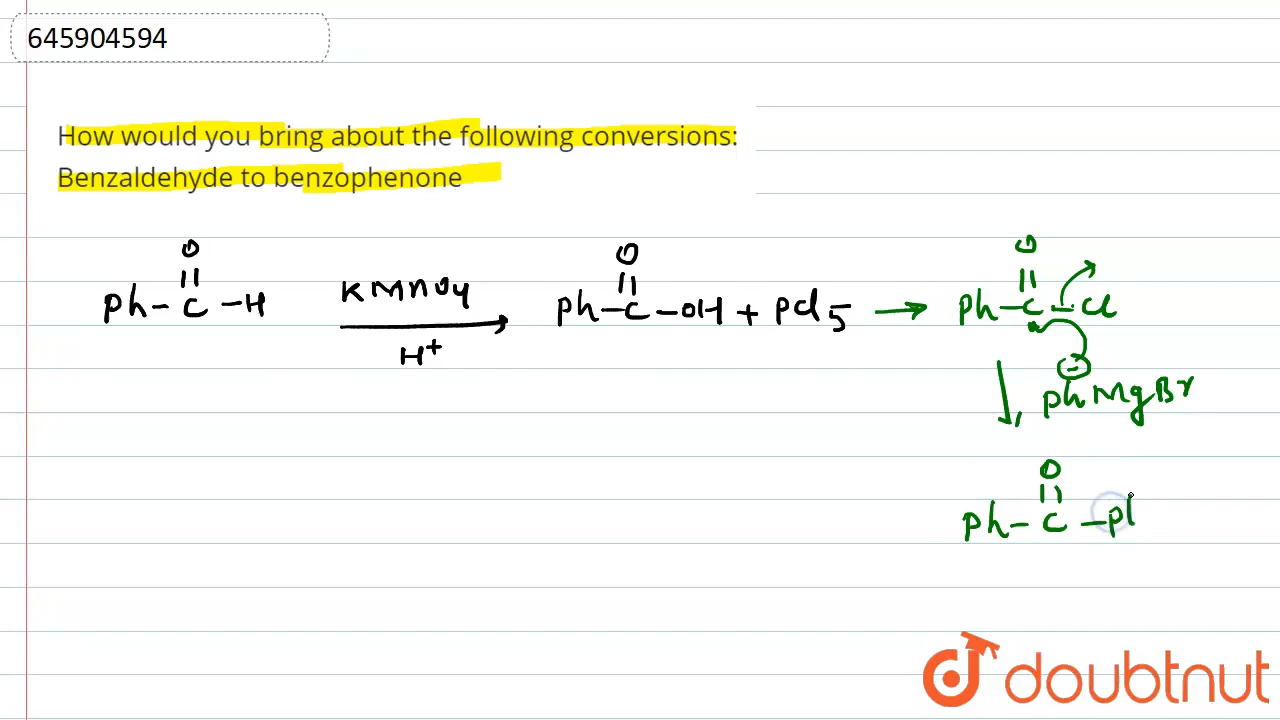 645904594
How would you bring about the following conversions:
Benzaldehyde to benzophenone
O O O
Ph-C-H KMnO4 H+ Ph-C-OH + PCl5 → Ph-C-Cl
PhMgBr
O
Ph-C-Pl
doubtnut